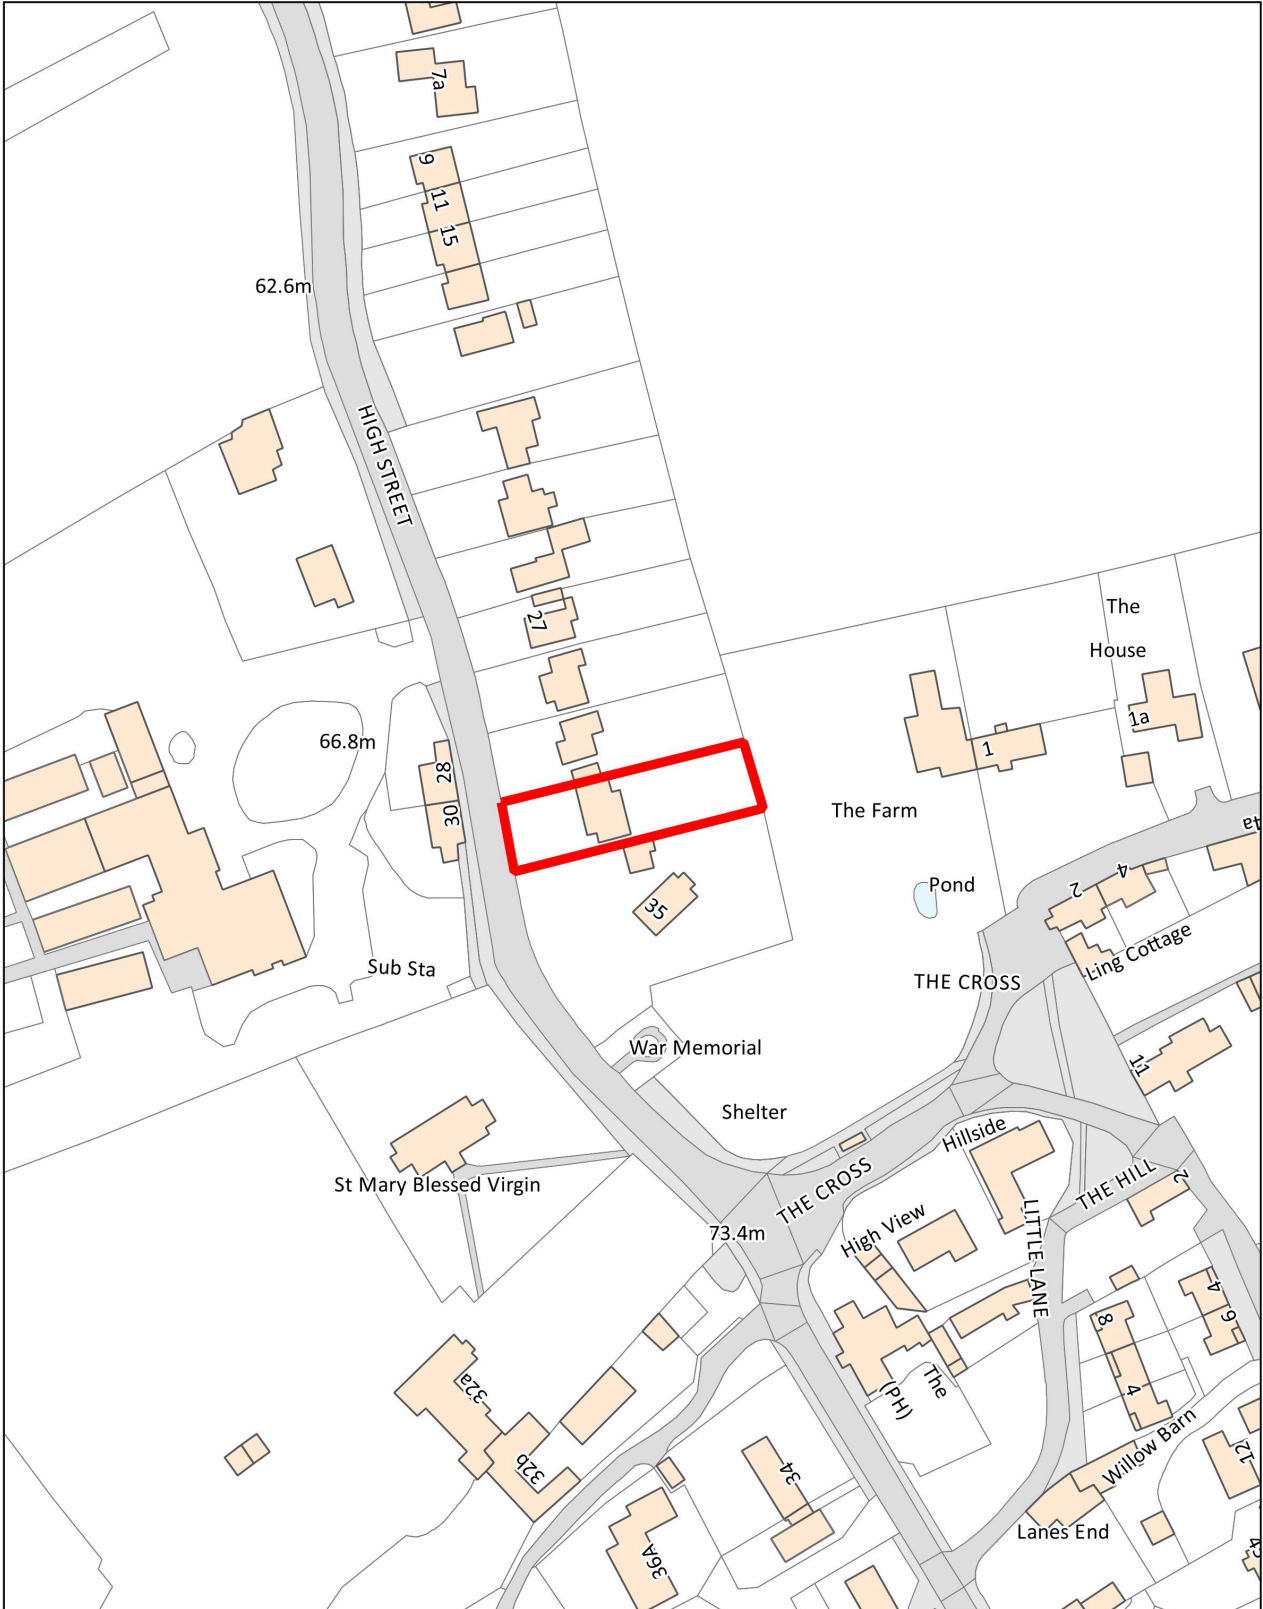 7a
9
11
15
62.6m
HIGH STREET
27
The
House
1a
1
66.8m
28
30
The Farm
4a
Pond
2
4
35
Ling Cottage
Sub Sta
THE CROSS
War Memorial
11
Shelter
Hillside
St Mary Blessed Virgin
THE CROSS
THE HILL
2
High View
LITTLE LANE
73.4m
4
6
8
32a
The
(PH)
4
Willow Barn
32b
34
12
Lanes End
36A